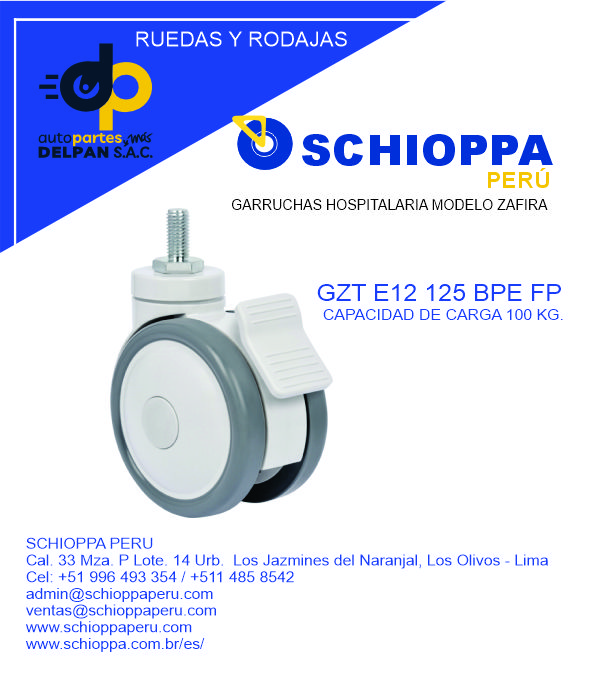 RUEDAS Y RODAJAS
dp
autopartes y más
DELPAN S.A.C.
SCHIOPPA
PERÚ
GARRUCHAS HOSPITALARIA MODELO ZAFIRA
GZT E12 125 BPE FP
CAPACIDAD DE CARGA 100 KG.
SCHIOPPA PERU
Cal. 33 Mza. P Lote. 14 Urb.  Los Jazmines del Naranjal, Los Olivos - Lima
Cel: +51 996 493 354 / +511 485 8542
admin@schioppaperu.com
ventas@schioppaperu.com
www.schioppaperu.com
www.schioppa.com.br/es/